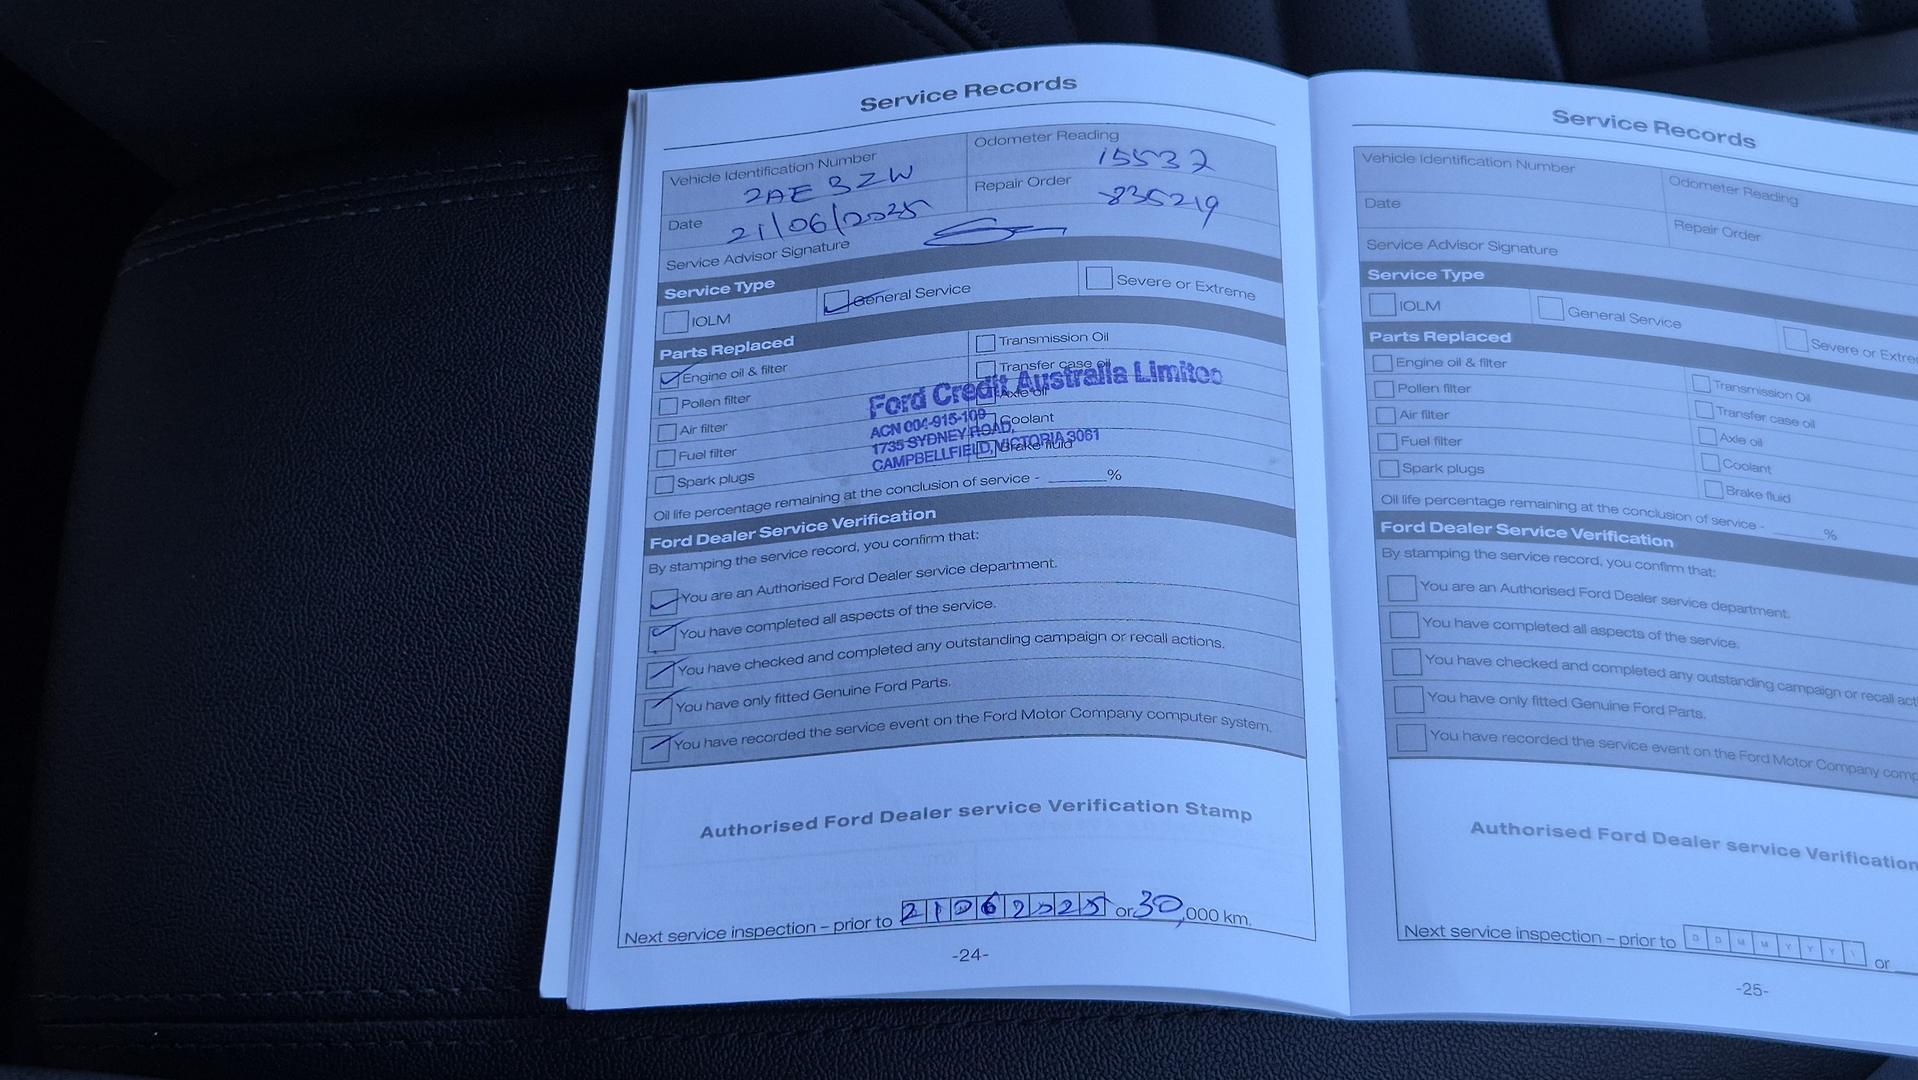 Service Records
Vehicle Identification Number
2AE 3ZW
Odometer Reading
15532
Date
21/06/2025
Repair Order
835219
Service Advisor Signature
Service Type
IOLM
General Service
Severe or Extreme
Parts Replaced
Engine oil & filter
Pollen filter
Air filter
Fuel filter
Spark plugs
Transmission Oil
Transfer case oil
Axle oil
Coolant
Brake fluid
Ford Credit Australia Limited
ACN 004-915-109
1735 SYDNEY ROAD,
CAMPBELLFIELD, VICTORIA 3061
Oil life percentage remaining at the conclusion of service - ______%
Ford Dealer Service Verification
By stamping the service record, you confirm that:
You are an Authorised Ford Dealer service department.
You have completed all aspects of the service.
You have checked and completed any outstanding campaign or recall actions.
You have only fitted Genuine Ford Parts.
You have recorded the service event on the Ford Motor Company computer system.
Authorised Ford Dealer service Verification Stamp
Next service inspection – prior to 21062025 or 30,000 km.
-24-
Service Records
Vehicle Identification Number
Odometer Reading
Date
Repair Order
Service Advisor Signature
Service Type
IOLM
General Service
Severe or Extre
Parts Replaced
Engine oil & filter
Pollen filter
Air filter
Fuel filter
Spark plugs
Transmission Oil
Transfer case oil
Axle oil
Coolant
Brake fluid
Oil life percentage remaining at the conclusion of service - ______%
Ford Dealer Service Verification
By stamping the service record, you confirm that:
You are an Authorised Ford Dealer service department.
You have completed all aspects of the service.
You have checked and completed any outstanding campaign or recall act
You have only fitted Genuine Ford Parts.
You have recorded the service event on the Ford Motor Company comp
Authorised Ford Dealer service Verification
Next service inspection – prior to D D M M Y Y Y Y or
-25-